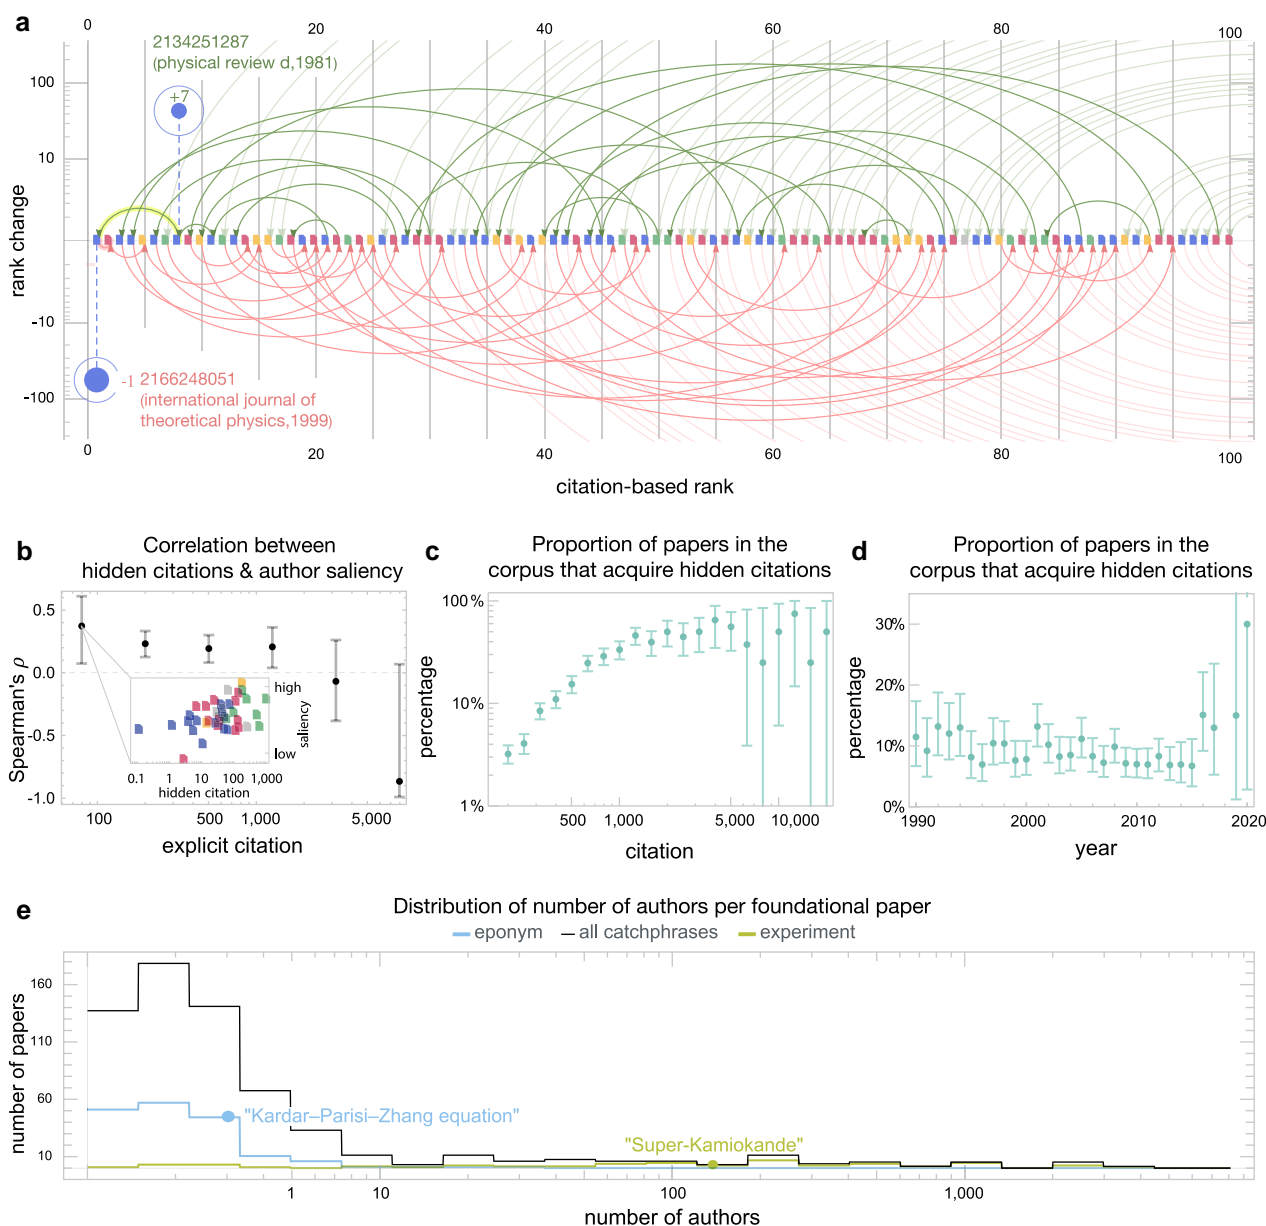 a
0
20
40
60
80
100
2134251287
(physical review d,1981)
+7
100
10
-10
-100
rank change
-1 2166248051
(international journal of
theoretical physics,1999)
0
20
40
60
80
100
citation-based rank
b
Correlation between
hidden citations & author saliency
0.5
0.0
-0.5
-1.0
Spearman's ρ
high
saliency
low
0.1
1
10
100
1,000
hidden citation
100
500
1,000
5,000
explicit citation
c
Proportion of papers in the
corpus that acquire hidden citations
100%
10%
1%
percentage
500
1,000
5,000
10,000
citation
d
Proportion of papers in the
corpus that acquire hidden citations
30%
20%
10%
0%
percentage
1990
2000
2010
2020
year
e
Distribution of number of authors per foundational paper
eponym
all catchphrases
experiment
160
110
60
10
number of papers
"Kardar–Parisi–Zhang equation"
"Super-Kamiokande"
1
10
100
1,000
number of authors